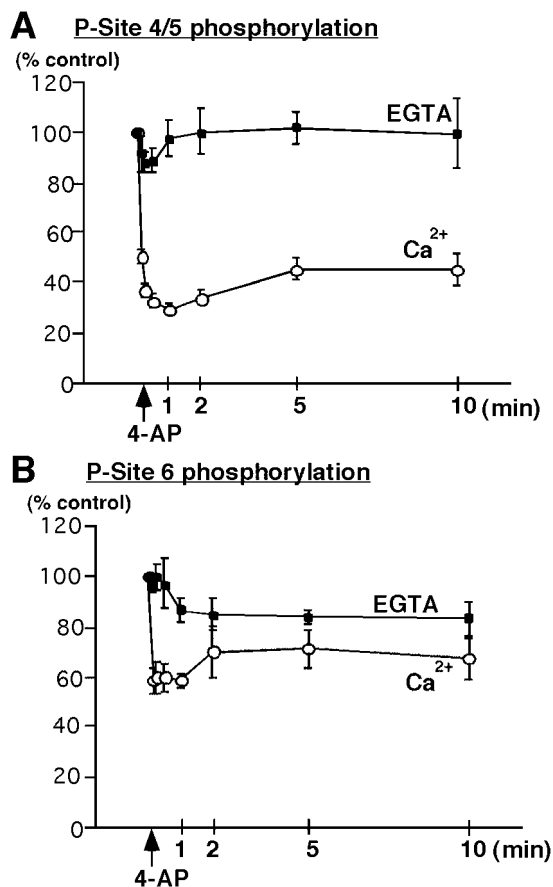 A P-Site 4/5 phosphorylation
(% control)
120
100
80
60
40
20
0
EGTA
Ca2+
1 2 5 10 (min)
4-AP
B P-Site 6 phosphorylation
(% control)
120
100
80
60
40
20
0
EGTA
Ca2+
1 2 5 10 (min)
4-AP